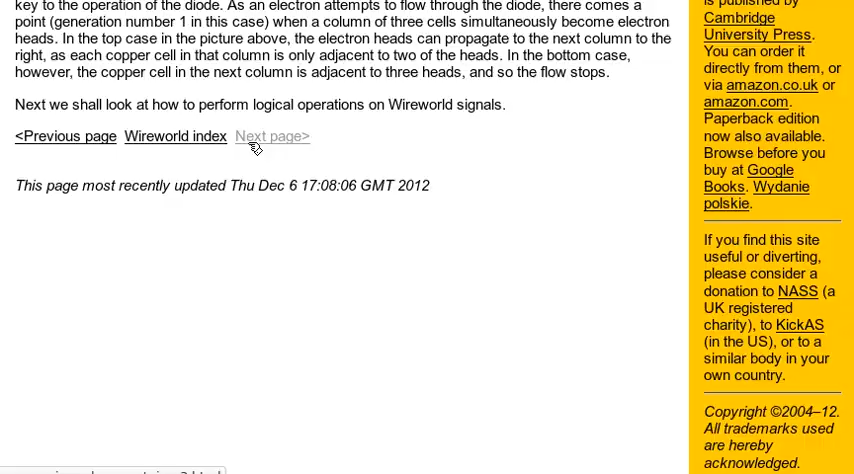 key to the operation of the diode. As an electron attempts to flow through the diode, there comes a
point (generation number 1 in this case) when a column of three cells simultaneously become electron
heads. In the top case in the picture above, the electron heads can propagate to the next column to the
right, as each copper cell in that column is only adjacent to two of the heads. In the bottom case,
however, the copper cell in the next column is adjacent to three heads, and so the flow stops.
Next we shall look at how to perform logical operations on Wireworld signals.
<Previous page Wireworld index Next page>
This page most recently updated Thu Dec 6 17:08:06 GMT 2012
is published by
Cambridge
University Press.
You can order it
directly from them, or
via amazon.co.uk or
amazon.com.
Paperback edition
now also available.
Browse before you
buy at Google
Books. Wydanie
polskie.
If you find this site
useful or diverting,
please consider a
donation to NASS (a
UK registered
charity), to KickAS
(in the US), or to a
similar body in your
own country.
Copyright ©2004–12.
All trademarks used
are hereby
acknowledged.